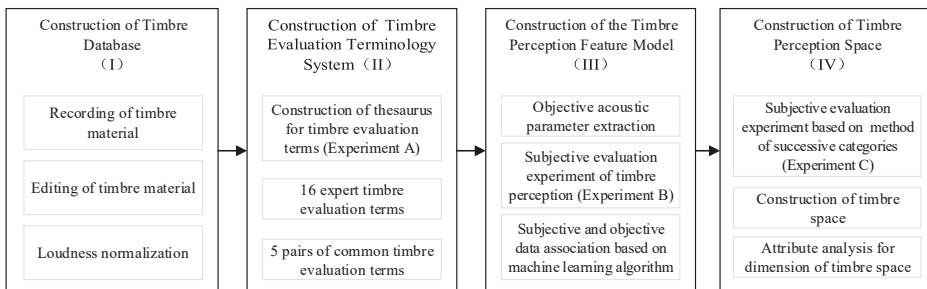 Construction of Timbre
Database
（I）
Recording of timbre
material
Editing of timbre material
Loudness normalization
Construction of Timbre
Evaluation Terminology
System（II）
Construction of thesaurus
for timbre evaluation
terms (Experiment A)
16 expert timbre
evaluation terms
5 pairs of common timbre
evaluation terms
Construction of the Timbre
Perception Feature Model
（III）
Objective acoustic
parameter extraction
Subjective evaluation
experiment of timbre
perception (Experiment B)
Subjective and objective
data association based on
machine learning algorithm
Construction of Timbre
Perception Space
（IV）
Subjective evaluation
experiment based on method
of successive categories
(Experiment C)
Construction of timbre
space
Attribute analysis for
dimension of timbre space